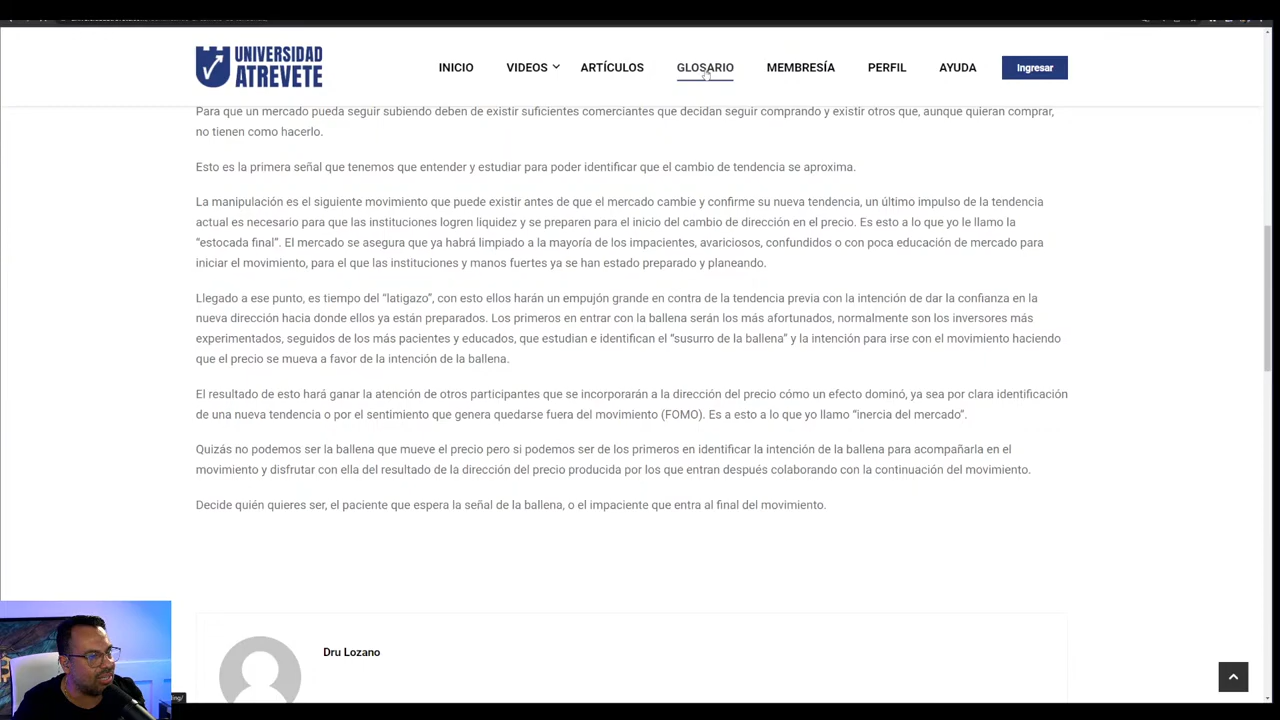 UNIVERSIDAD
ATREVETE
INICIO
VIDEOS
ARTÍCULOS
GLOSARIO
MEMBRESÍA
PERFIL
AYUDA
Ingresar
Para que un mercado pueda seguir subiendo deben de existir suficientes comerciantes que decidan seguir comprando y existir otros que, aunque quieran comprar,
no tienen como hacerlo.
Esto es la primera señal que tenemos que entender y estudiar para poder identificar que el cambio de tendencia se aproxima.
La manipulación es el siguiente movimiento que puede existir antes de que el mercado cambie y confirme su nueva tendencia, un último impulso de la tendencia
actual es necesario para que las instituciones logren liquidez y se preparen para el inicio del cambio de dirección en el precio. Es esto a lo que yo le llamo la
“estocada final”. El mercado se asegura que ya habrá limpiado a la mayoría de los impacientes, avariciosos, confundidos o con poca educación de mercado para
iniciar el movimiento, para el que las instituciones y manos fuertes ya se han estado preparado y planeando.
Llegado a ese punto, es tiempo del “latigazo”, con esto ellos harán un empujón grande en contra de la tendencia previa con la intención de dar la confianza en la
nueva dirección hacia donde ellos ya están preparados. Los primeros en entrar con la ballena serán los más afortunados, normalmente son los inversores más
experimentados, seguidos de los más pacientes y educados, que estudian e identifican el “susurro de la ballena” y la intención para irse con el movimiento haciendo
que el precio se mueva a favor de la intención de la ballena.
El resultado de esto hará ganar la atención de otros participantes que se incorporarán a la dirección del precio cómo un efecto dominó, ya sea por clara identificación
de una nueva tendencia o por el sentimiento que genera quedarse fuera del movimiento (FOMO). Es a esto a lo que yo llamo “inercia del mercado”.
Quizás no podemos ser la ballena que mueve el precio pero si podemos ser de los primeros en identificar la intención de la ballena para acompañarla en el
movimiento y disfrutar con ella del resultado de la dirección del precio producida por los que entran después colaborando con la continuación del movimiento.
Decide quién quieres ser, el paciente que espera la señal de la ballena, o el impaciente que entra al final del movimiento.
Dru Lozano